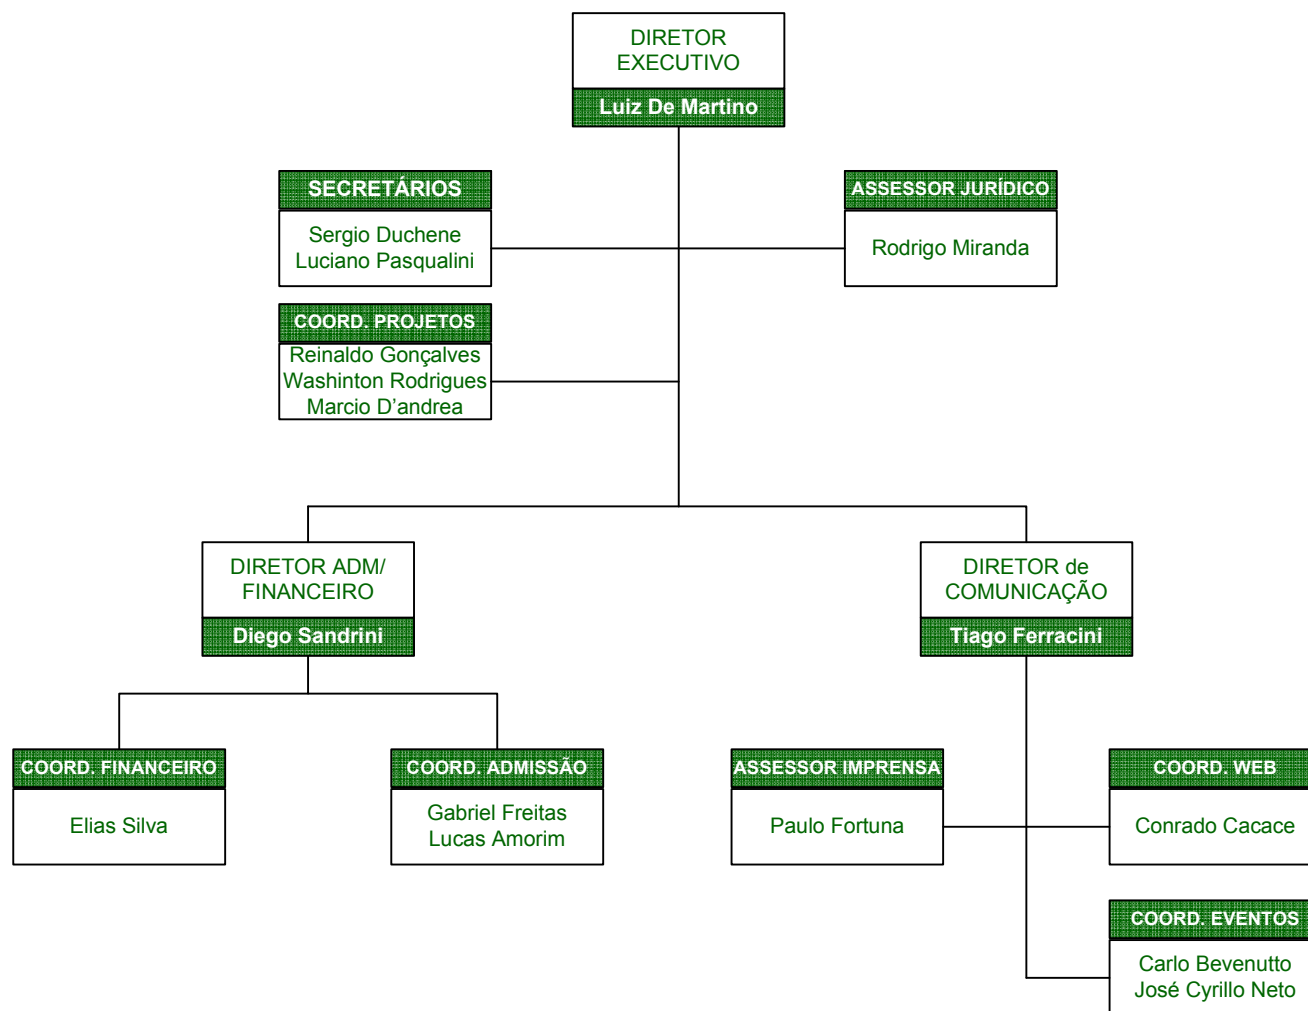 DIRETOR
EXECUTIVO
Luiz De Martino
SECRETÁRIOS
Sergio Duchene
Luciano Pasqualini
ASSESSOR JURÍDICO
Rodrigo Miranda
COORD. PROJETOS
Reinaldo Gonçalves
Washinton Rodrigues
Marcio D’andrea
DIRETOR ADM/
FINANCEIRO
Diego Sandrini
DIRETOR de
COMUNICAÇÃO
Tiago Ferracini
COORD. FINANCEIRO
Elias Silva
COORD. ADMISSÃO
Gabriel Freitas
Lucas Amorim
ASSESSOR IMPRENSA
Paulo Fortuna
COORD. WEB
Conrado Cacace
COORD. EVENTOS
Carlo Bevenutto
José Cyrillo Neto